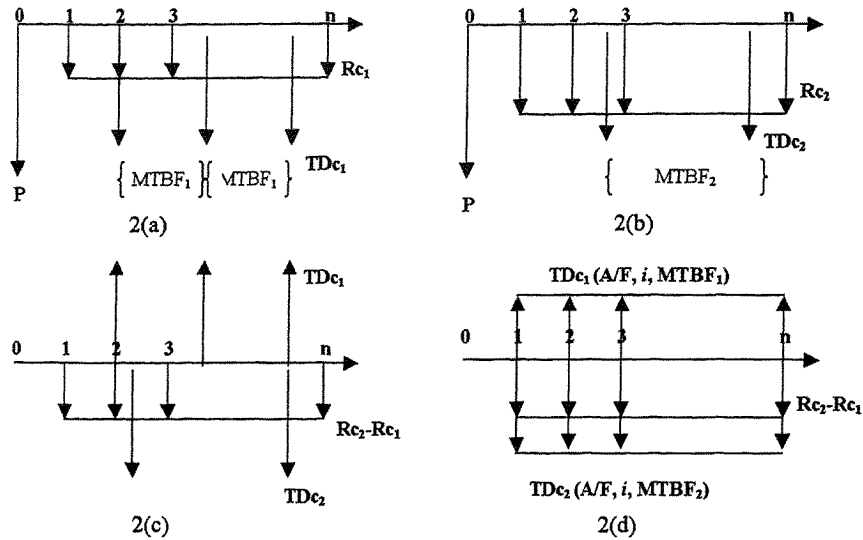 0 1 2 3 n
Rc₁
TDc₁
{ MTBF₁ }{ MTBF₁ }
P
2(a)
0 1 2 3 n
Rc₂
TDc₂
{ MTBF₂ }
P
2(b)
TDc₁
0 1 2 3 n
Rc₂-Rc₁
TDc₂
2(c)
TDc₁ (A/F, i, MTBF₁)
0 1 2 3 n
Rc₂-Rc₁
TDc₂ (A/F, i, MTBF₂)
2(d)